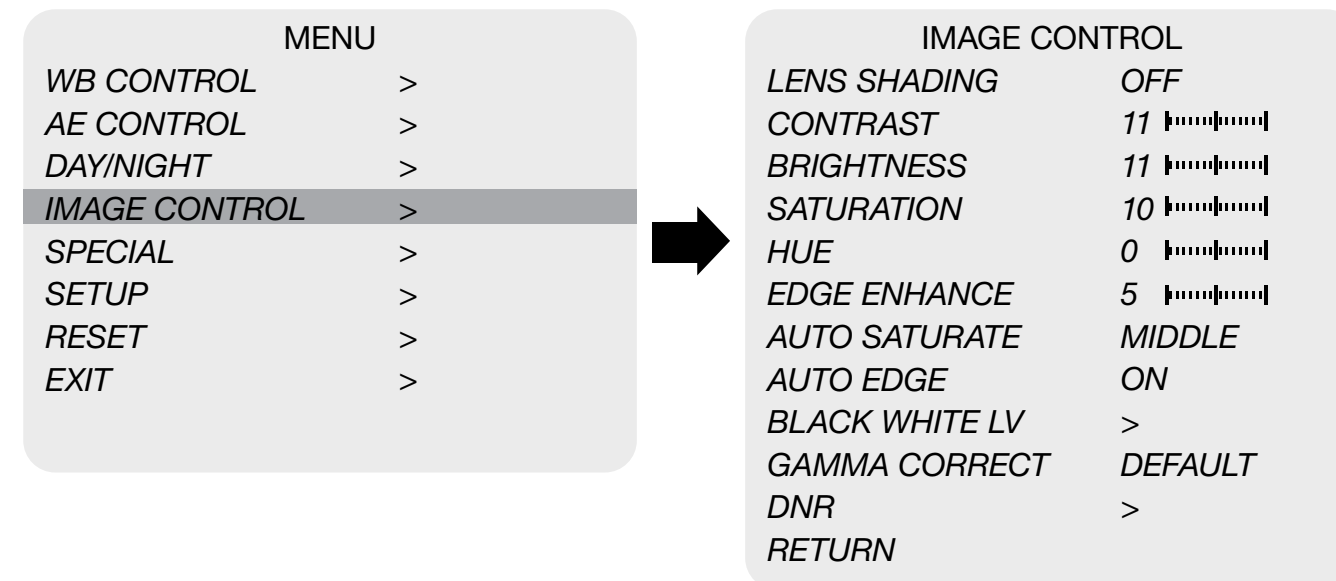 MENU
WB CONTROL >
AE CONTROL >
DAY/NIGHT >
IMAGE CONTROL >
SPECIAL >
SETUP >
RESET >
EXIT >
IMAGE CONTROL
LENS SHADING OFF
CONTRAST 11
BRIGHTNESS 11
SATURATION 10
HUE 0
EDGE ENHANCE 5
AUTO SATURATE MIDDLE
AUTO EDGE ON
BLACK WHITE LV >
GAMMA CORRECT DEFAULT
DNR >
RETURN